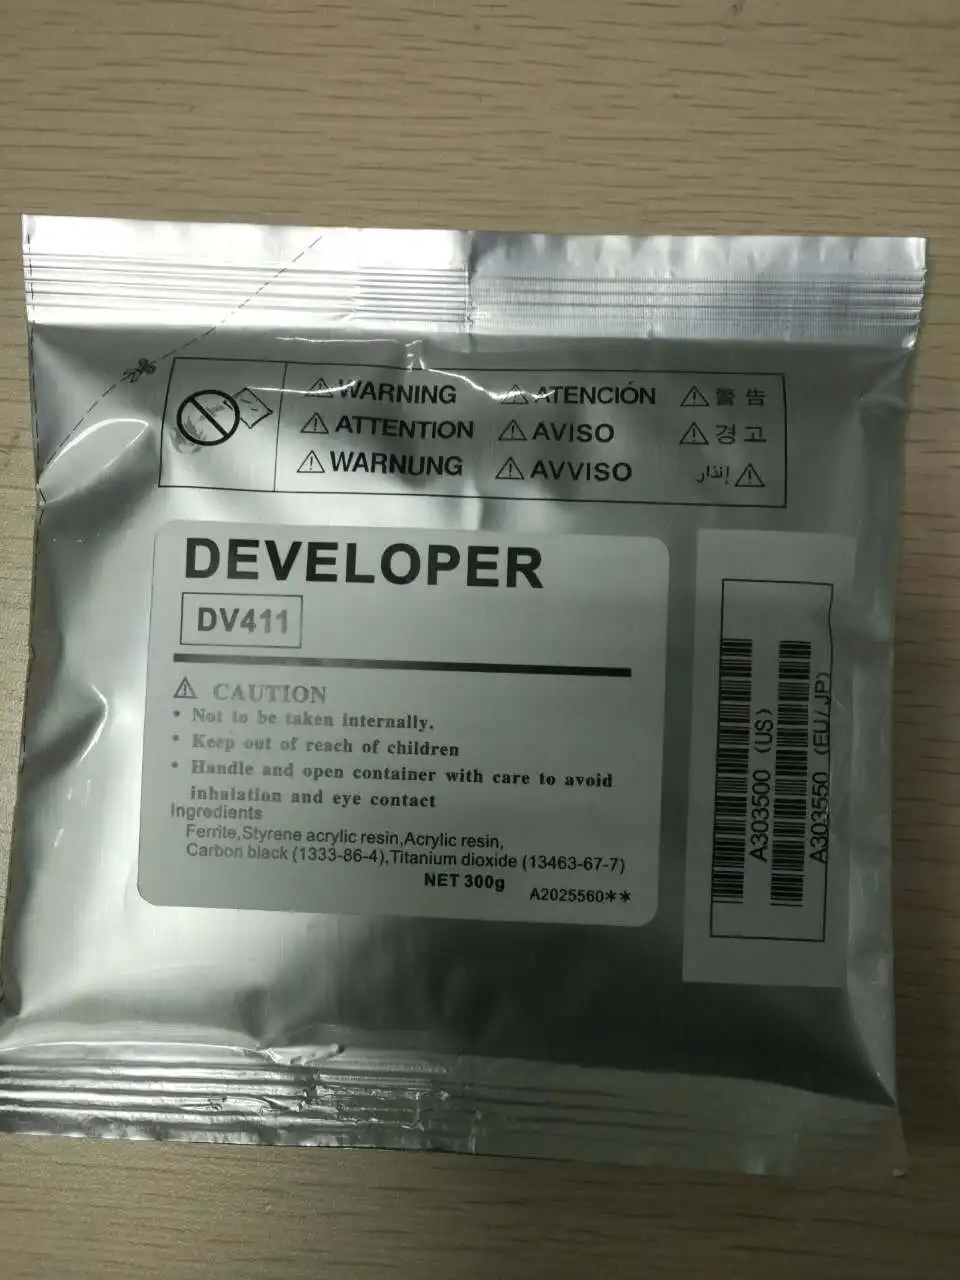 ⚠WARNING ⚠ATENCIÓN ⚠警告
⚠ATTENTION ⚠AVISO ⚠경고
⚠WARNUNG ⚠AVVISO ⚠إنذار
DEVELOPER
DV411
⚠ CAUTION
• Not to be taken internally.
• Keep out of reach of children
• Handle and open container with care to avoid
inhalation and eye contact
Ingredients
Ferrite,Styrene acrylic resin,Acrylic resin,
Carbon black (1333-86-4),Titanium dioxide (13463-67-7)
NET 300g
A2025560**
A303500 (US)
A303550 (EU/JP)